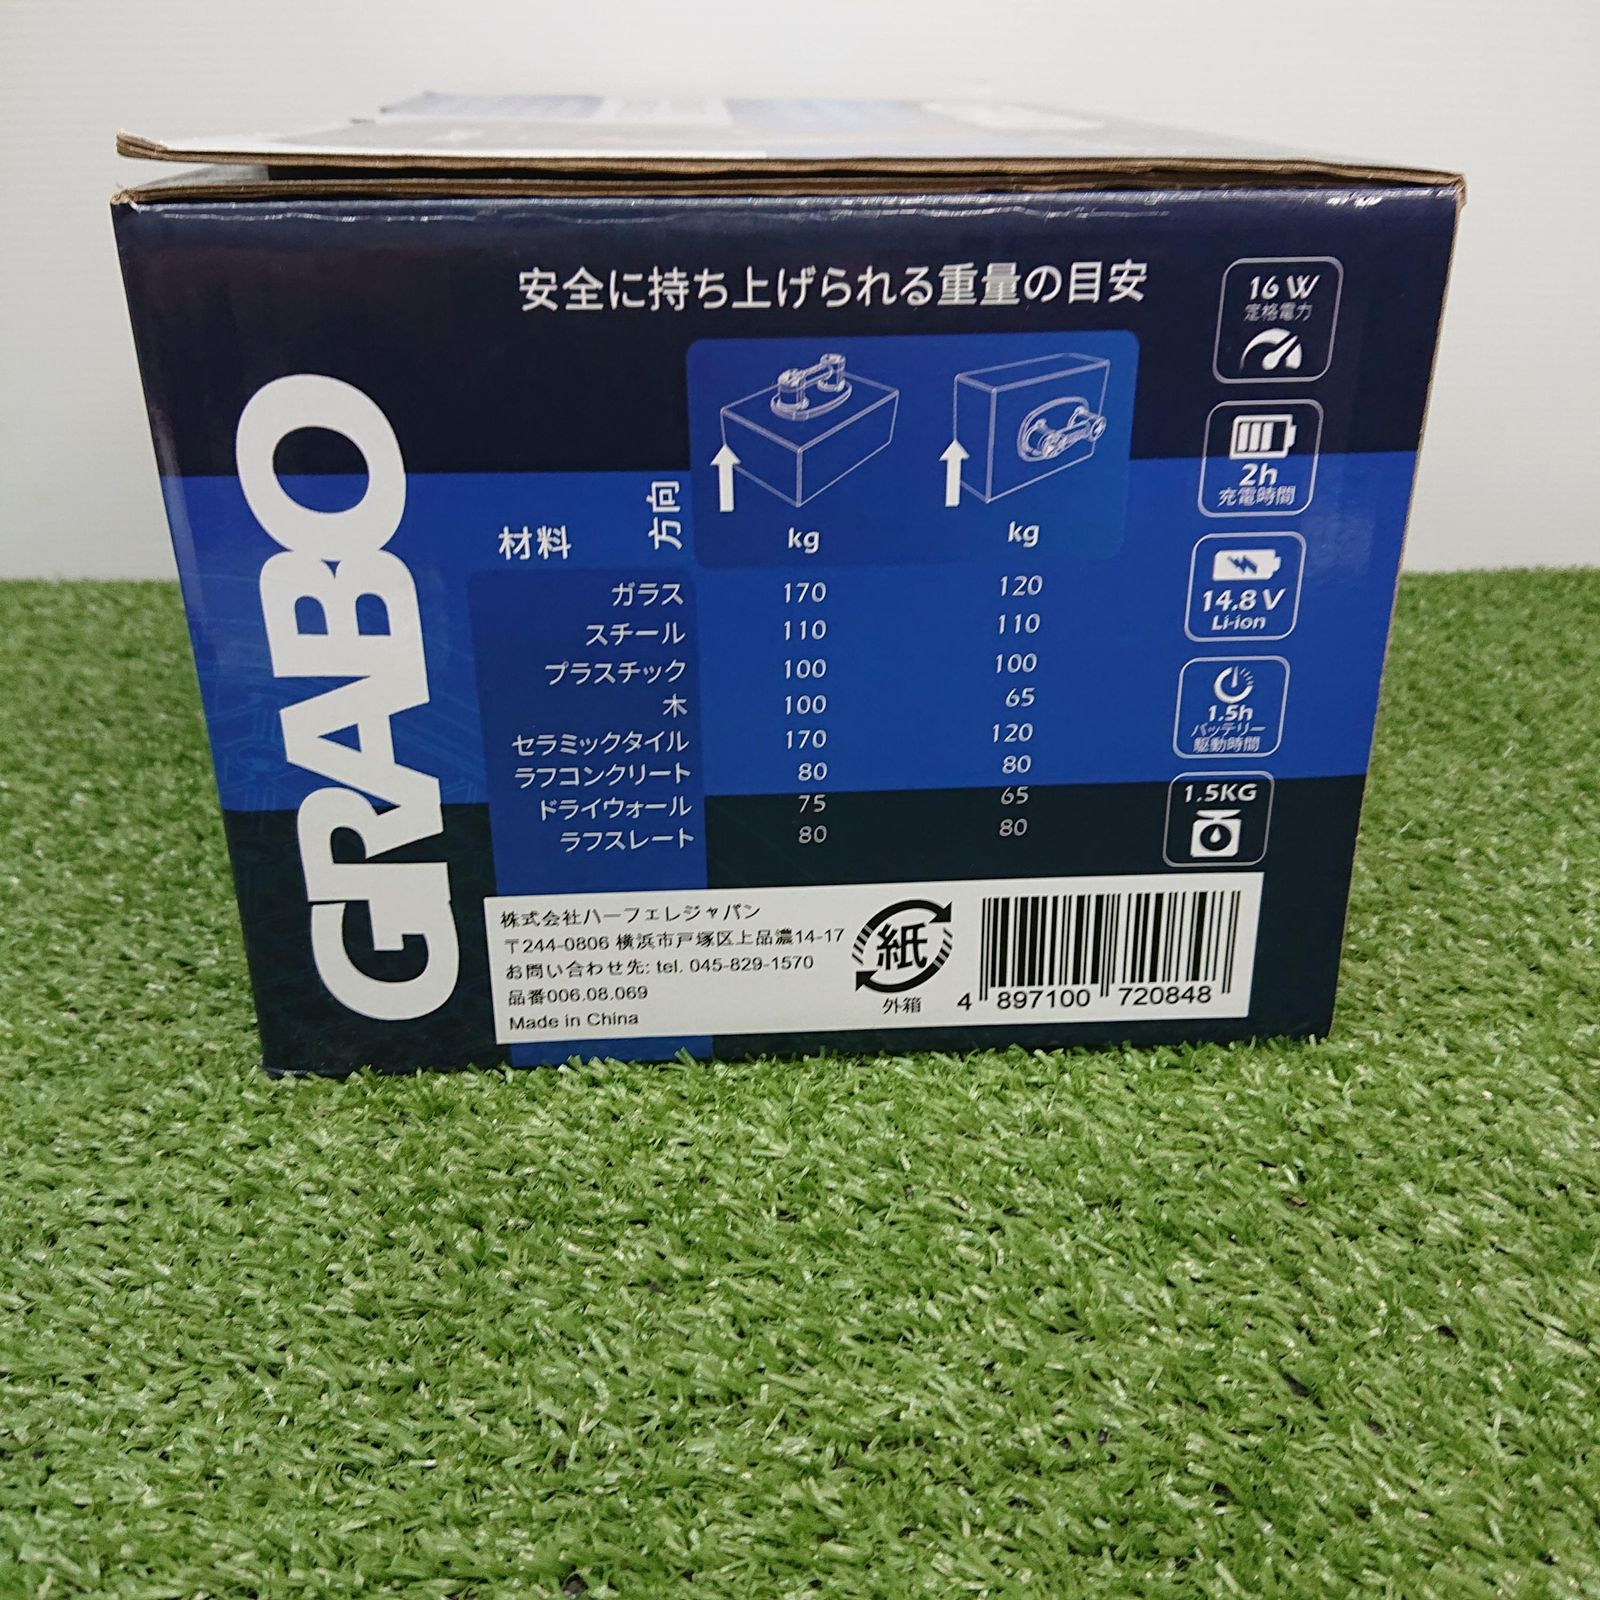 GRABO
安全に持ち上げられる重量の目安
材料 方向 kg kg
ガラス 170 120
スチール 110 110
プラスチック 100 100
木 100 65
セラミックタイル 170 120
ラフコンクリート 80 80
ドライウォール 75 65
ラフスレート 80 80
16 W
定格電力
2h
充電時間
14.8 V
Li-ion
1.5h
バッテリー
駆動時間
1.5KG
株式会社ハーフェレジャパン
〒244-0806 横浜市戸塚区上品濃14-17
お問い合わせ先: tel. 045-829-1570
品番006.08.069
Made in China
紙
外箱
4 897100 720848